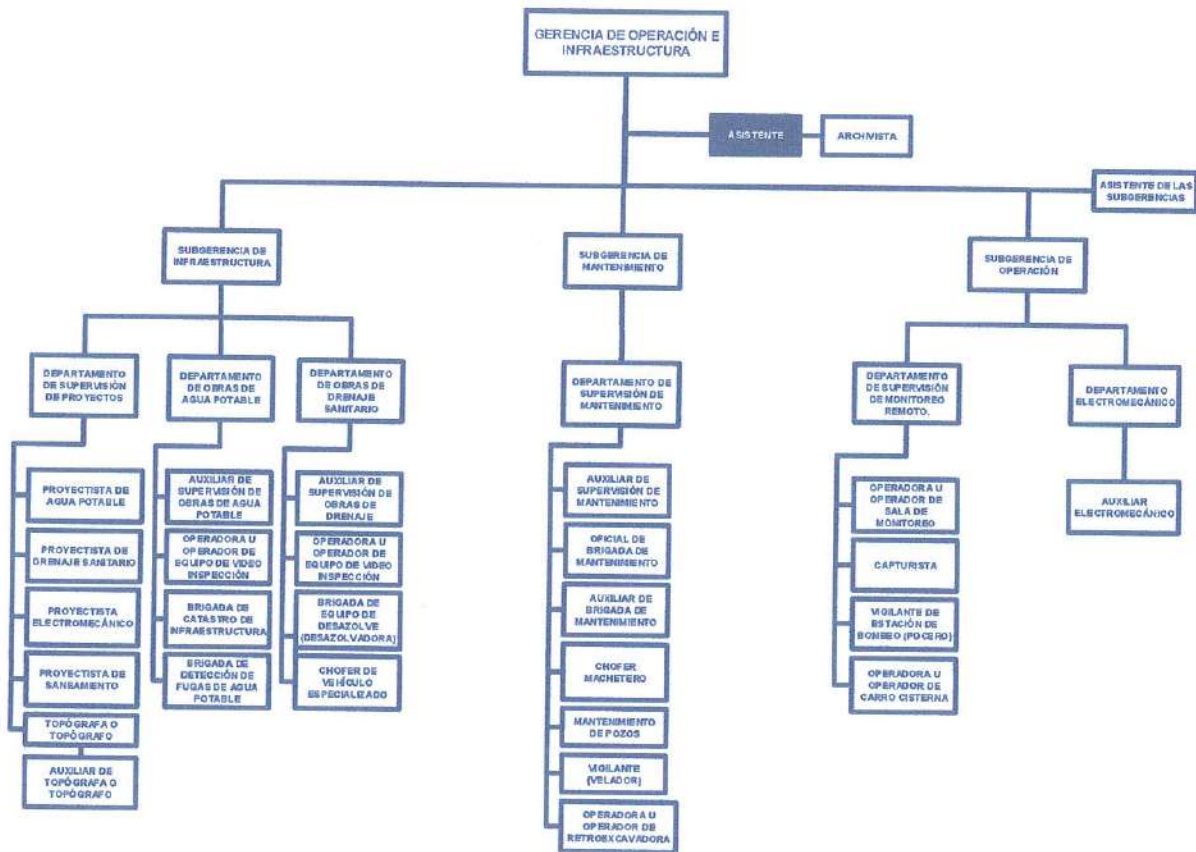 GERENCIA DE OPERACIÓN E
INFRAESTRUCTURA
ASISTENTE
ARCHIVISTA
ASISTENTE DE LAS
SUBGERENCIAS
SUBGERENCIA DE
INFRAESTRUCTURA
SUBGERENCIA DE
MANTENIMIENTO
SUBGERENCIA DE
OPERACIÓN
DEPARTAMENTO
DE SUPERVISIÓN
DE PROYECTOS
DEPARTAMENTO
DE OBRAS DE
AGUA POTABLE
DEPARTAMENTO
DE OBRAS DE
DRENAJE
SANITARIO
DEPARTAMENTO DE
SUPERVISIÓN DE
MANTENIMIENTO
DEPARTAMENTO
DE SUPERVISIÓN
DE MONITOREO
REMOTO.
DEPARTAMENTO
ELECTROMECÁNICO
PROYECTISTA DE
AGUA POTABLE
PROYECTISTA DE
DRENAJE SANITARIO
PROYECTISTA
ELECTROMECÁNICO
PROYECTISTA DE
SANEAMIENTO
TOPÓGRAFA O
TOPÓGRAFO
AUXILIAR DE
TOPÓGRAFA O
TOPÓGRAFO
AUXILIAR DE
SUPERVISIÓN DE
OBRAS DE AGUA
POTABLE
OPERADORA U
OPERADOR DE
EQUIPO DE VIDEO
INSPECCIÓN
BRIGADA DE
CATASTRO DE
INFRAESTRUCTURA
BRIGADA DE
DETECCIÓN DE
FUGAS DE AGUA
POTABLE
AUXILIAR DE
SUPERVISIÓN DE
OBRAS DE
DRENAJE
OPERADORA U
OPERADOR DE
EQUIPO DE VIDEO
INSPECCIÓN
BRIGADA DE
EQUIPO DE
DESAZOLVE
(DESAZOLVADORA)
CHOFER DE
VEHÍCULO
ESPECIALIZADO
AUXILIAR DE
SUPERVISIÓN DE
MANTENIMIENTO
OFICIAL DE
BRIGADA DE
MANTENIMIENTO
AUXILIAR DE
BRIGADA DE
MANTENIMIENTO
CHOFER
MACHETERO
MANTENIMIENTO
DE POZOS
VIGILANTE
(VELADOR)
OPERADORA U
OPERADOR DE
RETROEXCAVADORA
OPERADORA U
OPERADOR DE
SALA DE
MONITOREO
CAPTURISTA
VIGILANTE DE
ESTACIÓN DE
BOMBEO (POCERO)
OPERADORA U
OPERADOR DE
CARRO CISTERNA
AUXILIAR
ELECTROMECÁNICO